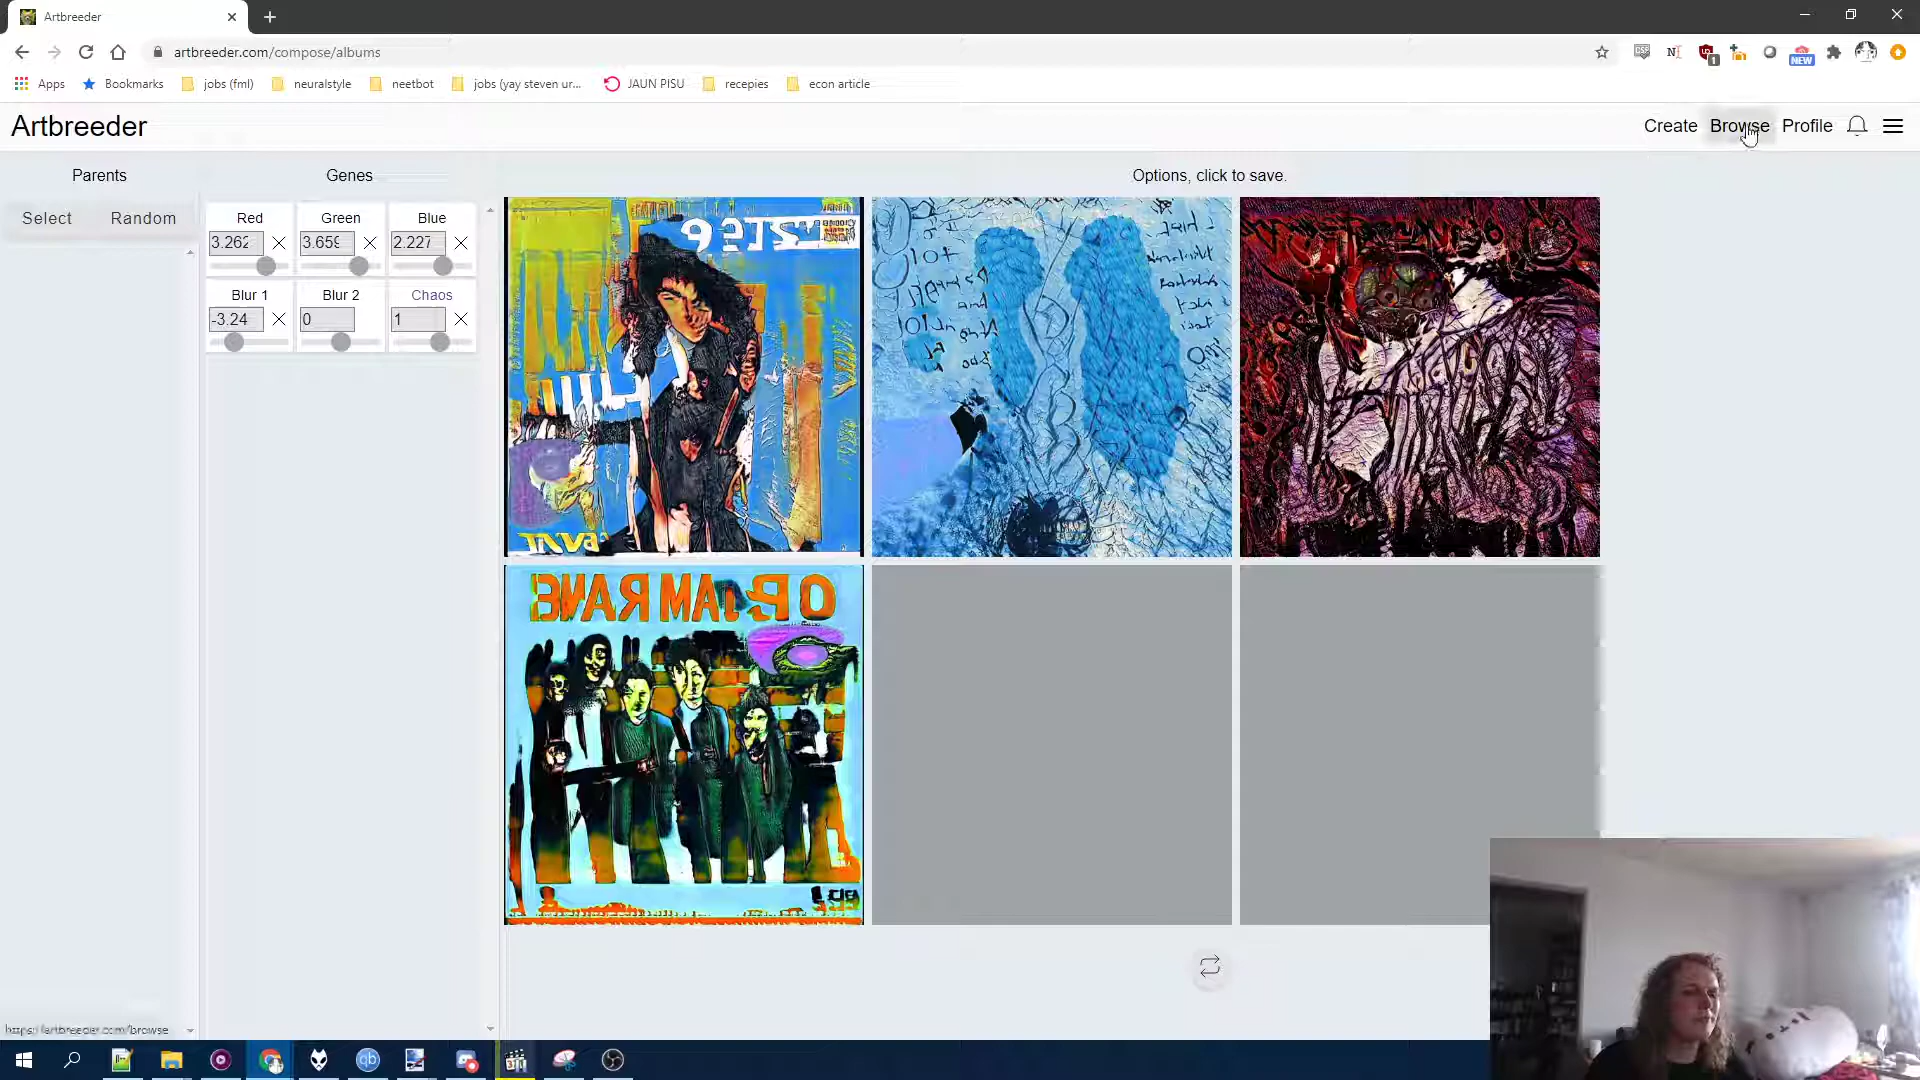 Artbreeder
artbreeder.com/compose/albums
NEW
1
Apps
Bookmarks
jobs (fml)
neuralstyle
neetbot
jobs (yay steven ur...
JAUN PISU
recepies
econ article
Artbreeder
Create
Browse
Profile
Parents
Genes
Options, click to save.
Select
Random
Red
Green
Blue
3.262
3.659
2.227
Blur 1
Blur 2
Chaos
-3.24
0
1
https://artbreeder.com/browse